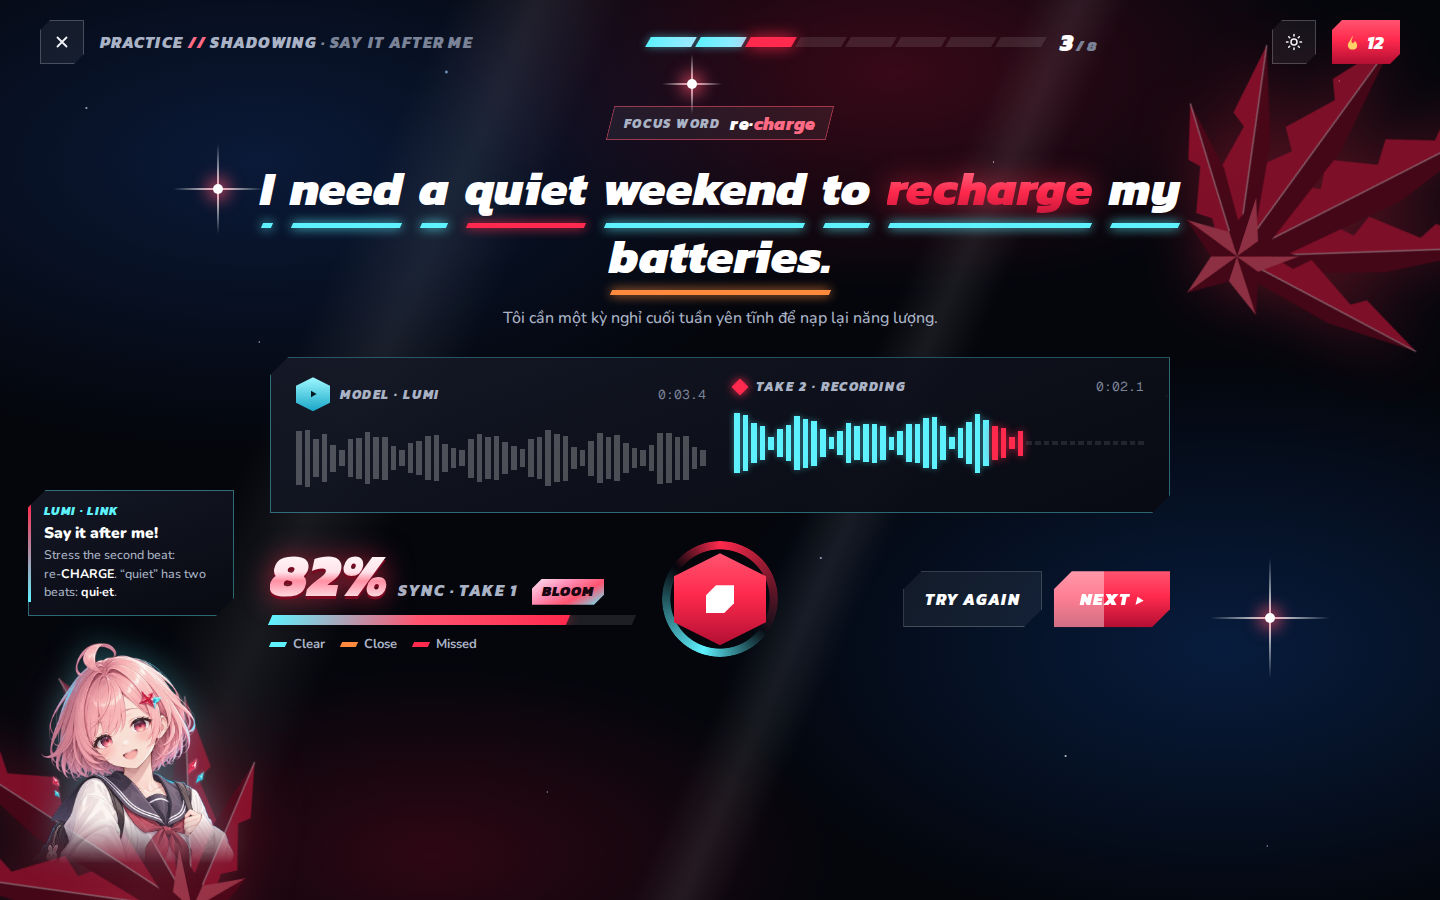 PRACTICE // SHADOWING · SAY IT AFTER ME
3 / 8
12
FOCUS WORD re·charge
I need a quiet weekend to recharge my
batteries.
Tôi cần một kỳ nghỉ cuối tuần yên tĩnh để nạp lại năng lượng.
MODEL · LUMI 0:03.4
TAKE 2 · RECORDING 0:02.1
LUMI · LINK
Say it after me!
Stress the second beat:
re-CHARGE. “quiet” has two
beats: qui·et.
82% SYNC · TAKE 1 BLOOM
Clear Close Missed
TRY AGAIN
NEXT